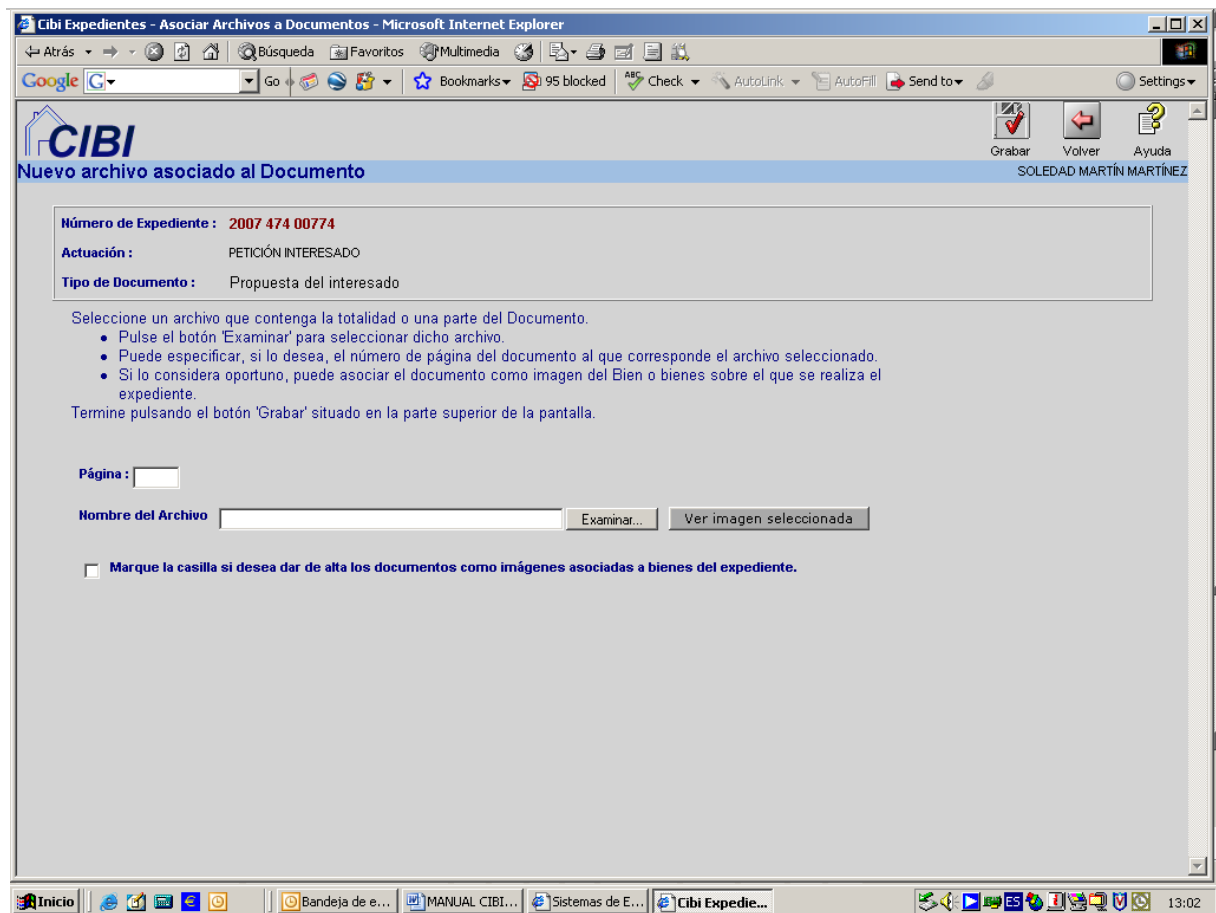 Cibi Expedientes - Asociar Archivos a Documentos - Microsoft Internet Explorer
Atrás Búsqueda Favoritos Multimedia
Google G Go Bookmarks 95 blocked ABC Check AutoLink AutoFill Send to Settings
CIBI
Grabar Volver Ayuda
Nuevo archivo asociado al Documento SOLEDAD MARTÍN MARTÍNEZ
Número de Expediente : 2007 474 00774
Actuación : PETICIÓN INTERESADO
Tipo de Documento : Propuesta del interesado
Seleccione un archivo que contenga la totalidad o una parte del Documento.
• Pulse el botón 'Examinar' para seleccionar dicho archivo.
• Puede especificar, si lo desea, el número de página del documento al que corresponde el archivo seleccionado.
• Si lo considera oportuno, puede asociar el documento como imagen del Bien o bienes sobre el que se realiza el
expediente.
Termine pulsando el botón 'Grabar' situado en la parte superior de la pantalla.
Página :
Nombre del Archivo Examinar... Ver imagen seleccionada
Marque la casilla si desea dar de alta los documentos como imágenes asociadas a bienes del expediente.
Inicio Bandeja de e... MANUAL CIBI... Sistemas de E... Cibi Expedie... ES 13:02